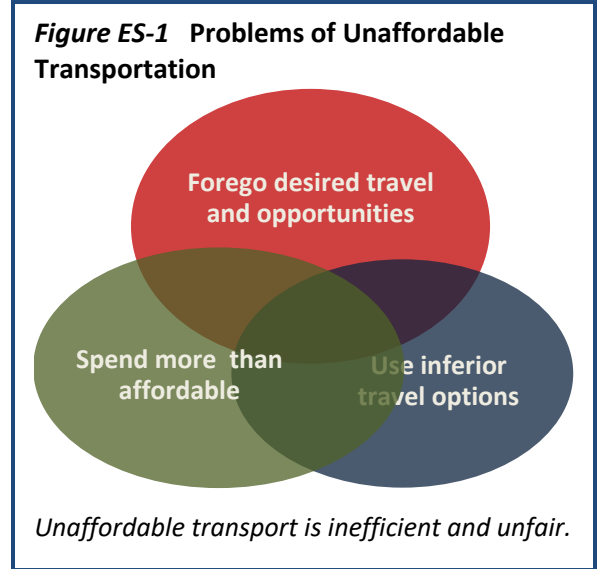 Figure ES-1 Problems of Unaffordable
Transportation
Forego desired travel
and opportunities
Spend more than
affordable
Use inferior
travel options
Unaffordable transport is inefficient and unfair.